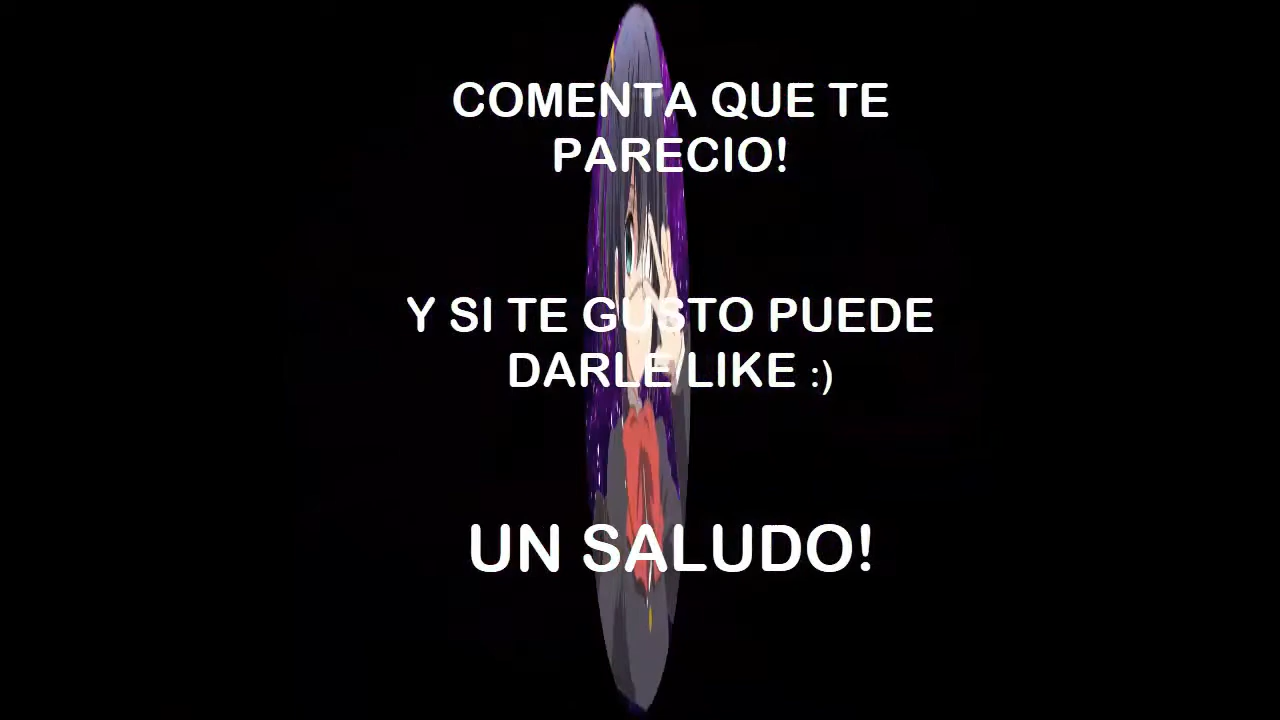 COMENTA QUE TE
PARECIO!
Y SI TE GUSTO PUEDE
DARLE LIKE :)
UN SALUDO!